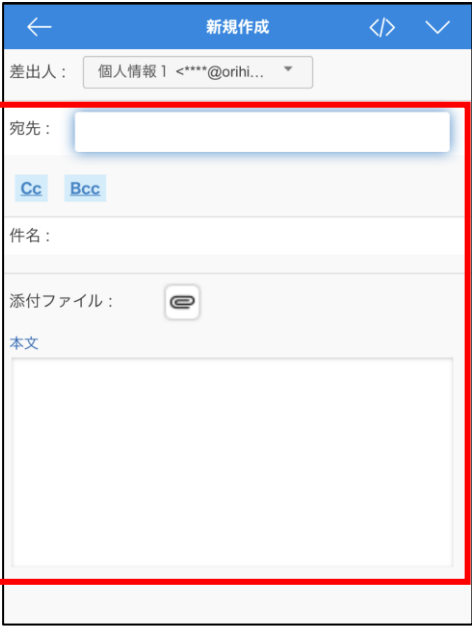 新規作成 </>
差出人： 個人情報1 <****@orihi...
宛先：
Cc Bcc
件名：
添付ファイル：
本文